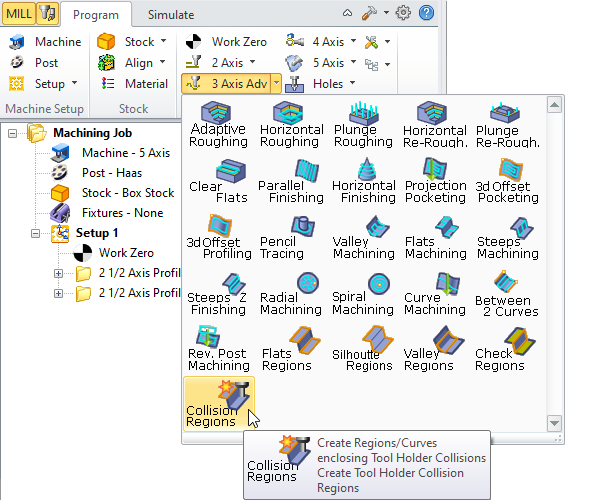 MILL Program Simulate
Machine Stock Work Zero 4 Axis
Post Align 2 Axis 5 Axis
Setup Material 3 Axis Adv Holes
Machine Setup Stock
Adaptive Roughing
Horizontal Roughing
Plunge Roughing
Horizontal Re-Rough.
Plunge Re-Rough.
Clear Flats
Parallel Finishing
Horizontal Finishing
Projection Pocketing
3d Offset Pocketing
3d Offset Profiling
Pencil Tracing
Valley Machining
Flats Machining
Steeps Machining
Steeps Z Finishing
Radial Machining
Spiral Machining
Curve Machining
Between 2 Curves
Rev. Post Machining
Flats Regions
Silhoutte Regions
Valley Regions
Check Regions
Collision Regions
Machining Job
Machine - 5 Axis
Post - Haas
Stock - Box Stock
Fixtures - None
Setup 1
Work Zero
2 1/2 Axis Profil
2 1/2 Axis Profil
Collision Regions
Create Regions/Curves
enclosing Tool Holder Collisions
Create Tool Holder Collision
Regions